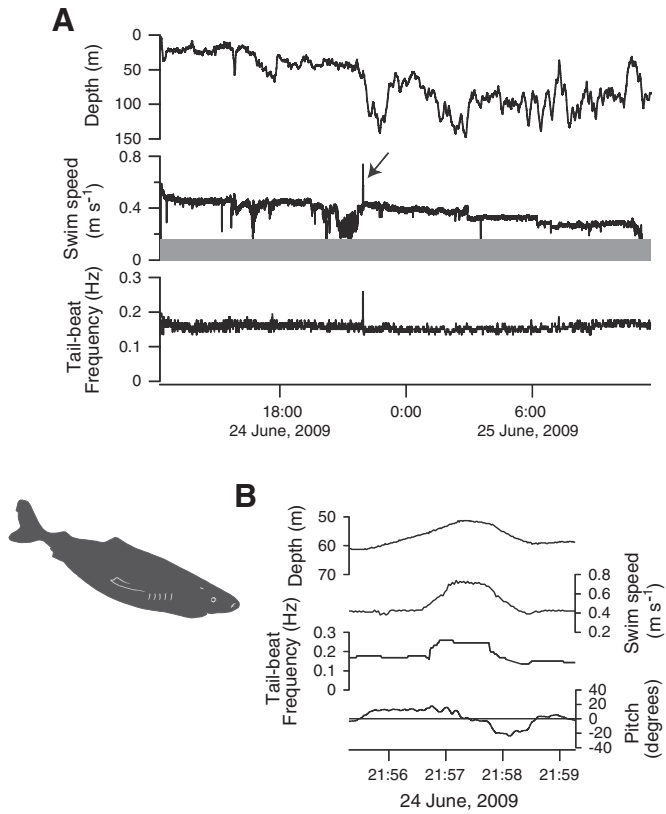 A
0
50
100
150
Depth (m)
0.8
0.4
0
Swim speed
(m s⁻¹)
0.3
0.2
0.1
0
Tail-beat
Frequency (Hz)
18:00
0:00
6:00
24 June, 2009
25 June, 2009
B
50
60
70
Depth (m)
0.8
0.6
0.4
0.2
Swim speed
(m s⁻¹)
0.3
0.2
0.1
0
Tail-beat
Frequency (Hz)
40
20
0
-20
-40
Pitch
(degrees)
21:56
21:57
21:58
21:59
24 June, 2009